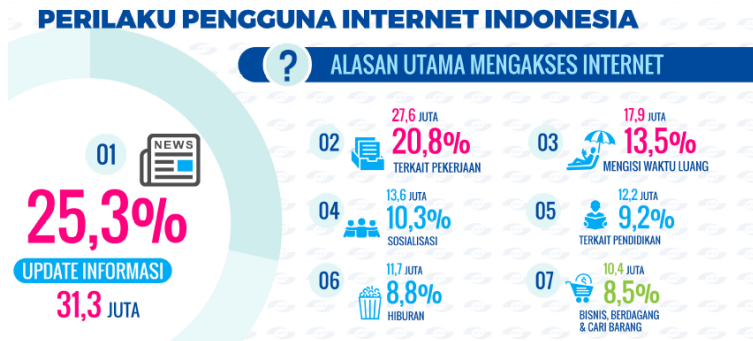 PERILAKU PENGGUNA INTERNET INDONESIA
?
ALASAN UTAMA MENGAKSES INTERNET
01
NEWS
25,3%
UPDATE INFORMASI
31,3 JUTA
02
27,6 JUTA
20,8%
TERKAIT PEKERJAAN
03
17,9 JUTA
13,5%
MENGISI WAKTU LUANG
04
13,6 JUTA
10,3%
SOSIALISASI
05
12,2 JUTA
9,2%
TERKAIT PENDIDIKAN
06
11,7 JUTA
8,8%
HIBURAN
07
10,4 JUTA
8,5%
BISNIS, BERDAGANG
& CARI BARANG